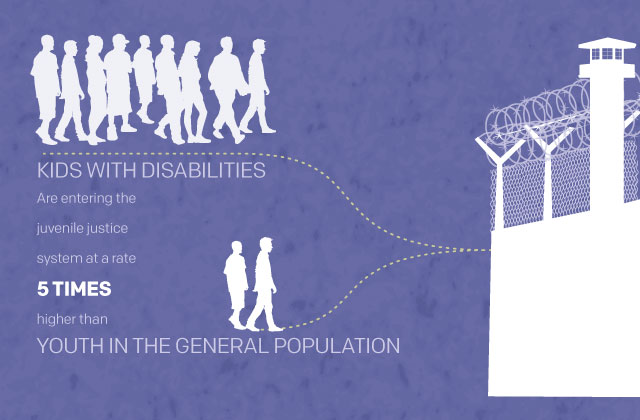 KIDS WITH DISABILITIES
Are entering the
juvenile justice
system at a rate
5 TIMES
higher than
YOUTH IN THE GENERAL POPULATION